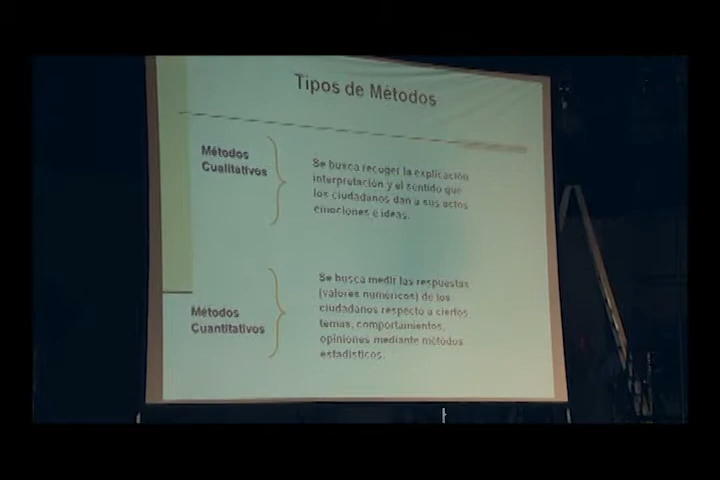 Tipos de Métodos
Métodos
Cualitativos
Se busca recoger la explicación
interpretación y el sentido que
los ciudadanos dan a sus actos
emociones e ideas.
Métodos
Cuantitativos
Se busca medir las respuestas
(valores numéricos) de los
ciudadanos respecto a ciertos
temas, comportamientos,
opiniones mediante métodos
estadísticos.